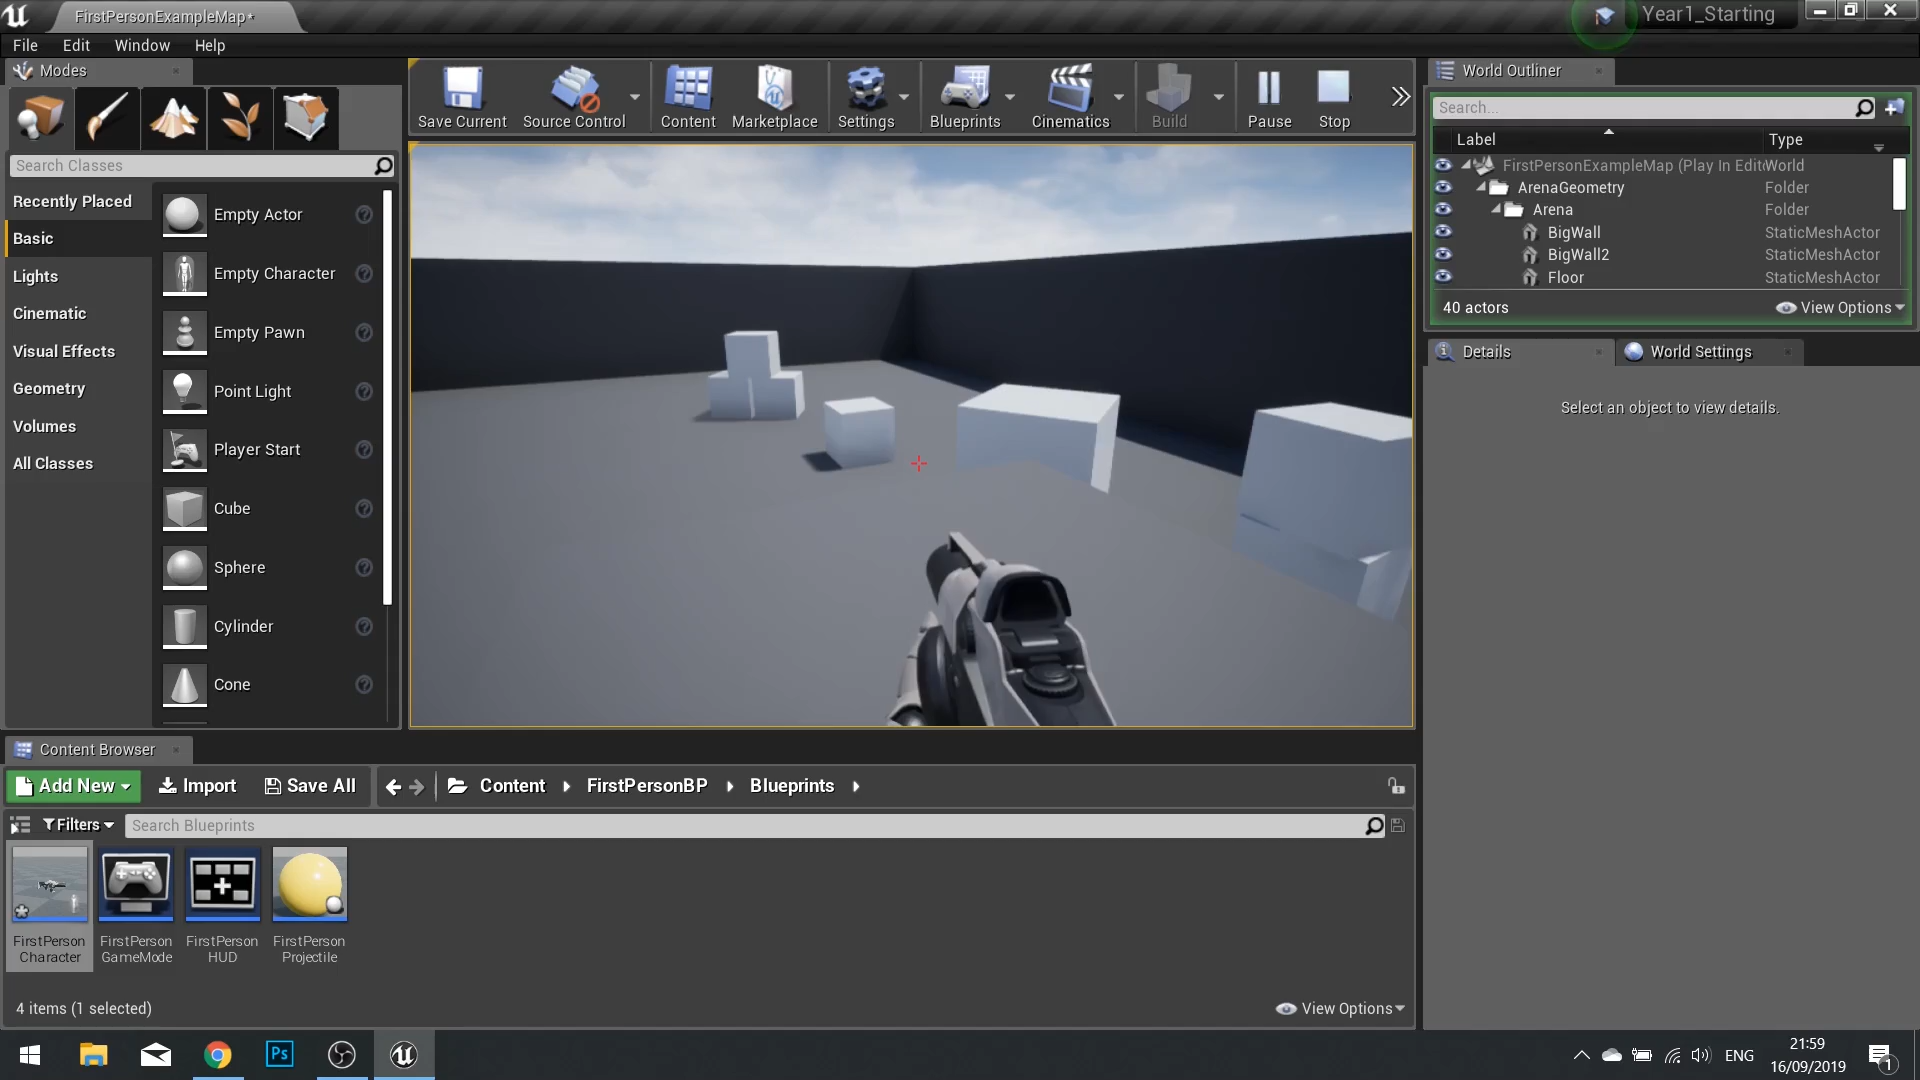 FirstPersonExampleMap*
Year1_Starting
File Edit Window Help
Modes
Search Classes
Recently Placed
Basic
Lights
Cinematic
Visual Effects
Geometry
Volumes
All Classes
Empty Actor
Empty Character
Empty Pawn
Point Light
Player Start
Cube
Sphere
Cylinder
Cone
Save Current
Source Control
Content
Marketplace
Settings
Blueprints
Cinematics
Build
Pause
Stop
World Outliner
Search...
Label Type
FirstPersonExampleMap (Play In Edit World
ArenaGeometry Folder
Arena Folder
BigWall StaticMeshActor
BigWall2 StaticMeshActor
Floor StaticMeshActor
40 actors
View Options
Details
World Settings
Select an object to view details.
Content Browser
Add New
Import
Save All
Content
FirstPersonBP
Blueprints
Filters
Search Blueprints
FirstPerson
Character
FirstPerson
GameMode
FirstPerson
HUD
FirstPerson
Projectile
4 items (1 selected)
View Options
Ps
ENG
21:59
16/09/2019
1